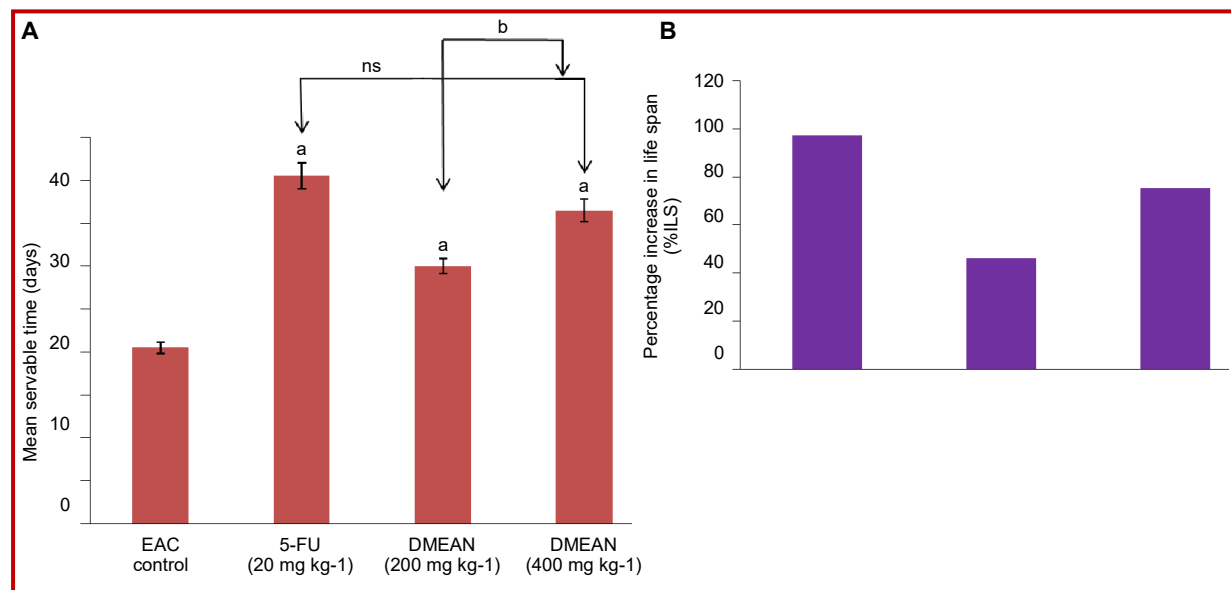 A
b
ns
a
a
a
40
30
20
10
0
Mean servable time (days)
EAC
control
5-FU
(20 mg kg-1)
DMEAN
(200 mg kg-1)
DMEAN
(400 mg kg-1)
B
120
100
80
60
40
20
0
Percentage increase in life span
(%ILS)